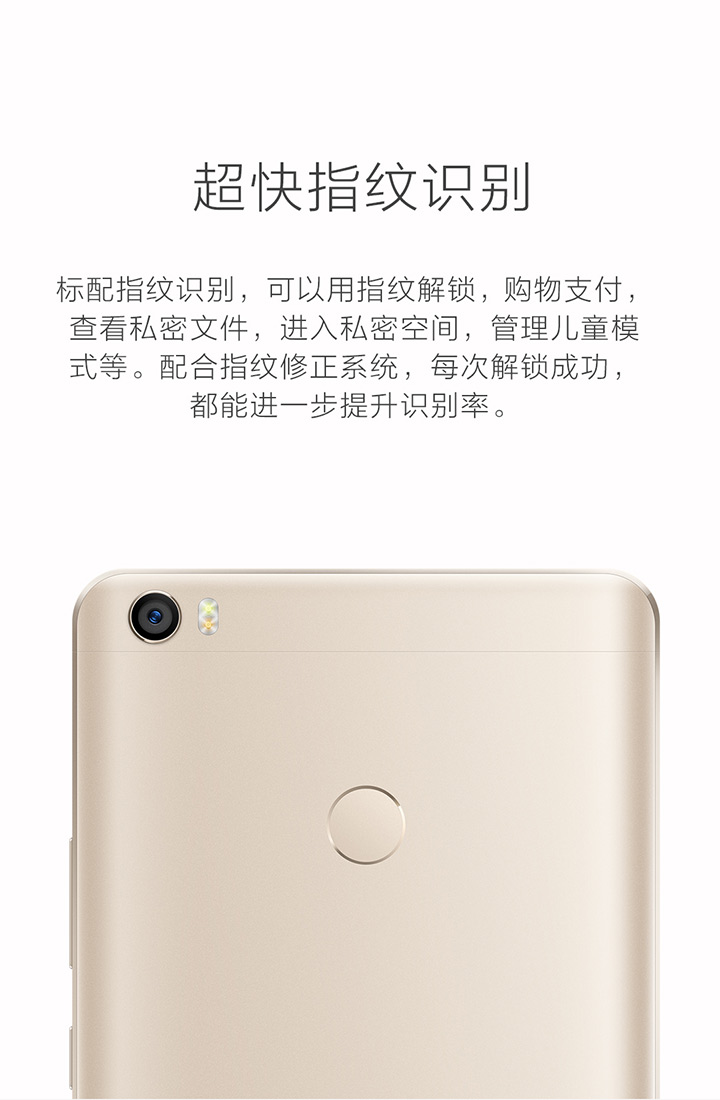 超快指纹识别
标配指纹识别，可以用指纹解锁，购物支付，
查看私密文件，进入私密空间，管理儿童模
式等。配合指纹修正系统，每次解锁成功，
都能进一步提升识别率。